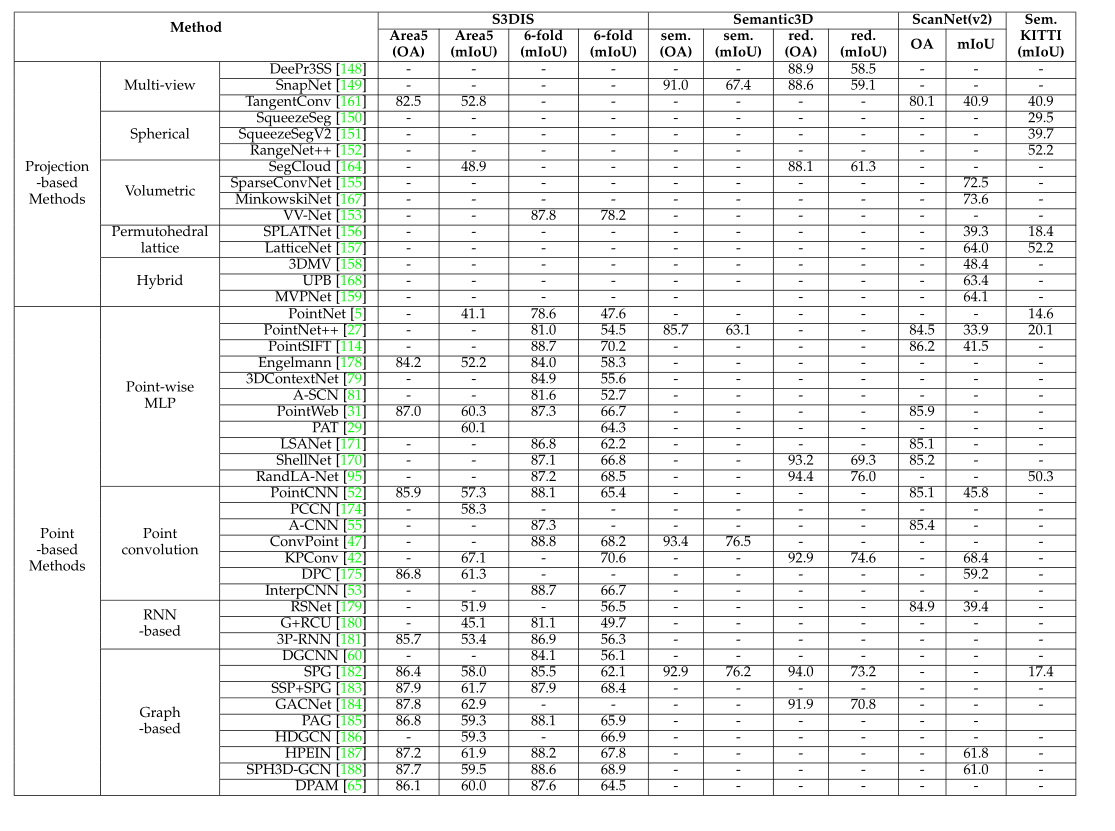 Method S3DIS Semantic3D ScanNet(v2) Sem. KITTI (mIoU)
Area5 (OA) Area5 (mIoU) 6-fold (mIoU) 6-fold (mIoU) sem. (OA) sem. (mIoU) red. (OA) red. (mIoU) OA mIoU
Projection -based Methods
Multi-view
DeePr3SS [148] - - - - - - 88.9 58.5 - - -
SnapNet [149] - - - - 91.0 67.4 88.6 59.1 - - -
TangentConv [161] 82.5 52.8 - - - - - - 80.1 40.9 40.9
Spherical
SqueezeSeg [150] - - - - - - - - - - 29.5
SqueezeSegV2 [151] - - - - - - - - - - 39.7
RangeNet++ [152] - - - - - - - - - - 52.2
Volumetric
SegCloud [164] - 48.9 - - - - 88.1 61.3 - - -
SparseConvNet [155] - - - - - - - - - 72.5 -
MinkowskiNet [167] - - - - - - - - - 73.6 -
VV-Net [153] - - 87.8 78.2 - - - - - - -
Permutohedral lattice
SPLATNet [156] - - - - - - - - - 39.3 18.4
LatticeNet [157] - - - - - - - - - 64.0 52.2
Hybrid
3DMV [158] - - - - - - - - - 48.4 -
UPB [168] - - - - - - - - - 63.4 -
MVPNet [159] - - - - - - - - - 64.1 -
Point -based Methods
Point-wise MLP
PointNet [5] - 41.1 78.6 47.6 - - - - - - 14.6
PointNet++ [27] - - 81.0 54.5 85.7 63.1 - - 84.5 33.9 20.1
PointSIFT [114] - - 88.7 70.2 - - - - 86.2 41.5 -
Engelmann [178] 84.2 52.2 84.0 58.3 - - - - - - -
3DContextNet [79] - - 84.9 55.6 - - - - - - -
A-SCN [81] - - 81.6 52.7 - - - - - - -
PointWeb [31] 87.0 60.3 87.3 66.7 - - - - 85.9 - -
PAT [29] 60.1 64.3 - - - - - - -
LSANet [171] - - 86.8 62.2 - - - - 85.1 - -
ShellNet [170] - - 87.1 66.8 - - 93.2 69.3 85.2 - -
RandLA-Net [95] - - 87.2 68.5 - - 94.4 76.0 - - 50.3
Point convolution
PointCNN [52] 85.9 57.3 88.1 65.4 - - - - 85.1 45.8 -
PCCN [174] - 58.3 - - - - - - - - -
A-CNN [55] - - 87.3 - - - - 85.4 - -
ConvPoint [47] - - 88.8 68.2 93.4 76.5 - - - - -
KPConv [42] - 67.1 - 70.6 - - 92.9 74.6 - 68.4 -
DPC [175] 86.8 61.3 - - - - - - - 59.2 -
InterpCNN [53] - - 88.7 66.7 - - - - - - -
RNN -based
RSNet [179] - 51.9 - 56.5 - - - - 84.9 39.4 -
G+RCU [180] - 45.1 81.1 49.7 - - - - - - -
3P-RNN [181] 85.7 53.4 86.9 56.3 - - - - - - -
Graph -based
DGCNN [60] - - 84.1 56.1 - - - - - - -
SPG [182] 86.4 58.0 85.5 62.1 92.9 76.2 94.0 73.2 - - 17.4
SSP+SPG [183] 87.9 61.7 87.9 68.4 - - - - - - -
GACNet [184] 87.8 62.9 - - - - 91.9 70.8 - - -
PAG [185] 86.8 59.3 88.1 65.9 - - - - - - -
HDGCN [186] - 59.3 - 66.9 - - - - - - -
HPEIN [187] 87.2 61.9 88.2 67.8 - - - - - 61.8 -
SPH3D-GCN [188] 87.7 59.5 88.6 68.9 - - - - - 61.0 -
DPAM [65] 86.1 60.0 87.6 64.5 - - - - - - -